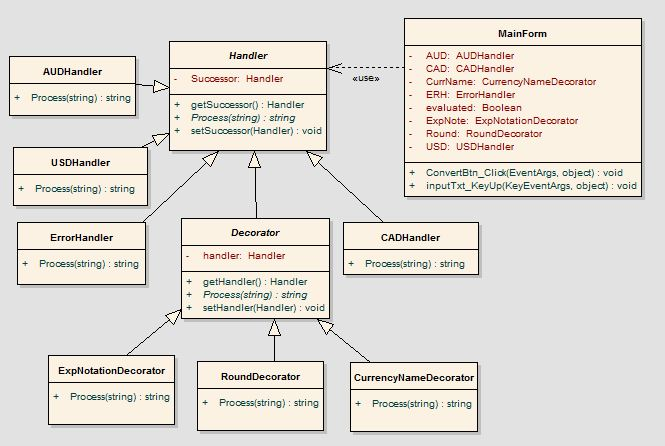 Handler
- Successor: Handler
+ getSuccessor() : Handler
+ Process(string) : string
+ setSuccessor(Handler) : void
MainForm
- AUD: AUDHandler
- CAD: CADHandler
- CurrName: CurrencyNameDecorator
- ERH: ErrorHandler
- evaluated: Boolean
- ExpNote: ExpNotationDecorator
- Round: RoundDecorator
- USD: USDHandler
+ ConvertBtn_Click(EventArgs, object) : void
+ inputTxt_KeyUp(KeyEventArgs, object) : void
«use»
AUDHandler
+ Process(string) : string
USDHandler
+ Process(string) : string
ErrorHandler
+ Process(string) : string
Decorator
- handler: Handler
+ getHandler() : Handler
+ Process(string) : string
+ setHandler(Handler) : void
CADHandler
+ Process(string) : string
ExpNotationDecorator
+ Process(string) : string
RoundDecorator
+ Process(string) : string
CurrencyNameDecorator
+ Process(string) : string